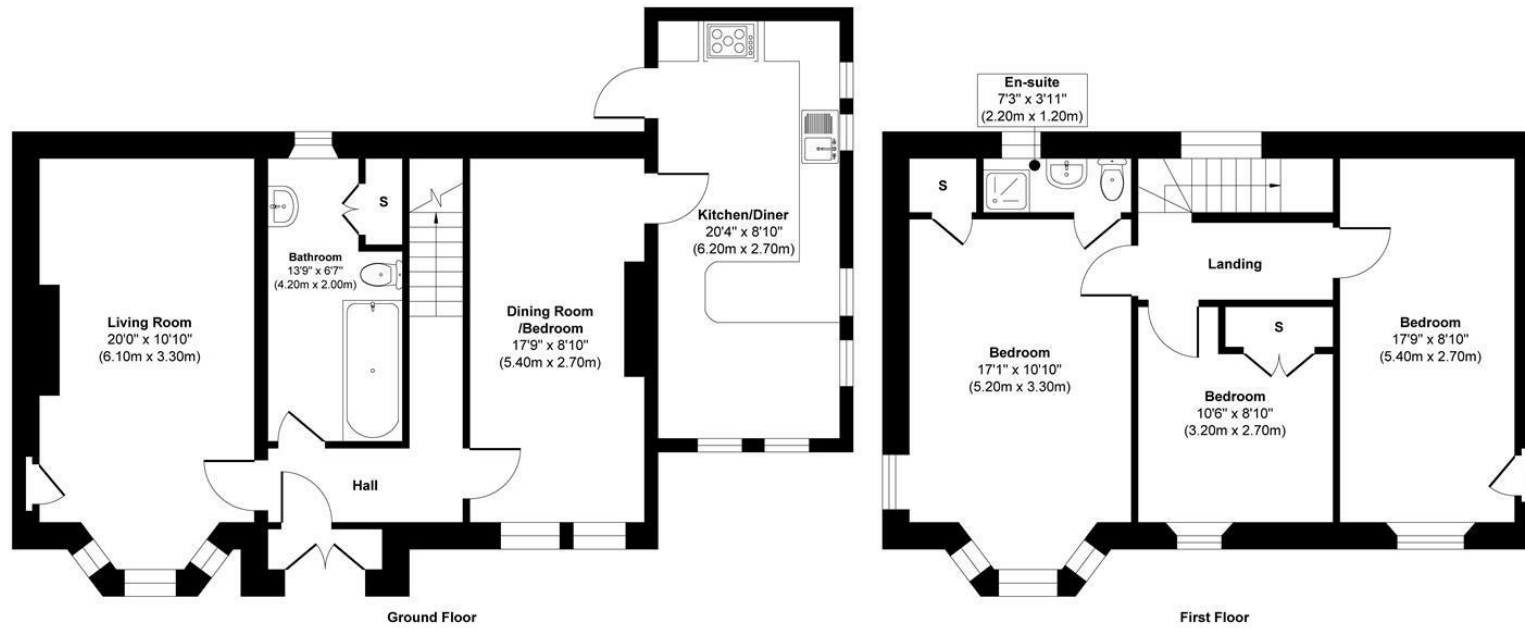 Living Room
20'0" x 10'10"
(6.10m x 3.30m)
Bathroom
13'9" x 6'7"
(4.20m x 2.00m)
S
Hall
Dining Room
/Bedroom
17'9" x 8'10"
(5.40m x 2.70m)
Kitchen/Diner
20'4" x 8'10"
(6.20m x 2.70m)
Ground Floor
En-suite
7'3" x 3'11"
(2.20m x 1.20m)
S
Landing
Bedroom
17'1" x 10'10"
(5.20m x 3.30m)
S
Bedroom
10'6" x 8'10"
(3.20m x 2.70m)
Bedroom
17'9" x 8'10"
(5.40m x 2.70m)
First Floor